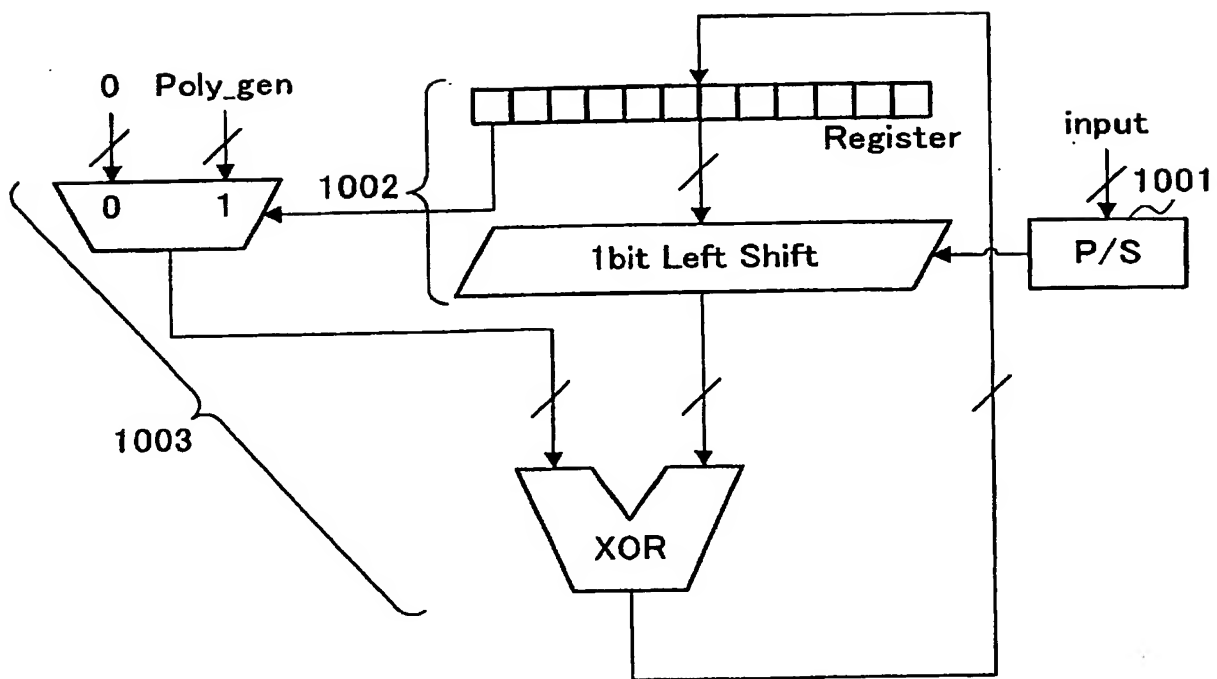 0 Poly_gen
Register
input
1001
1002
0 1
1bit Left Shift
P/S
1003
XOR